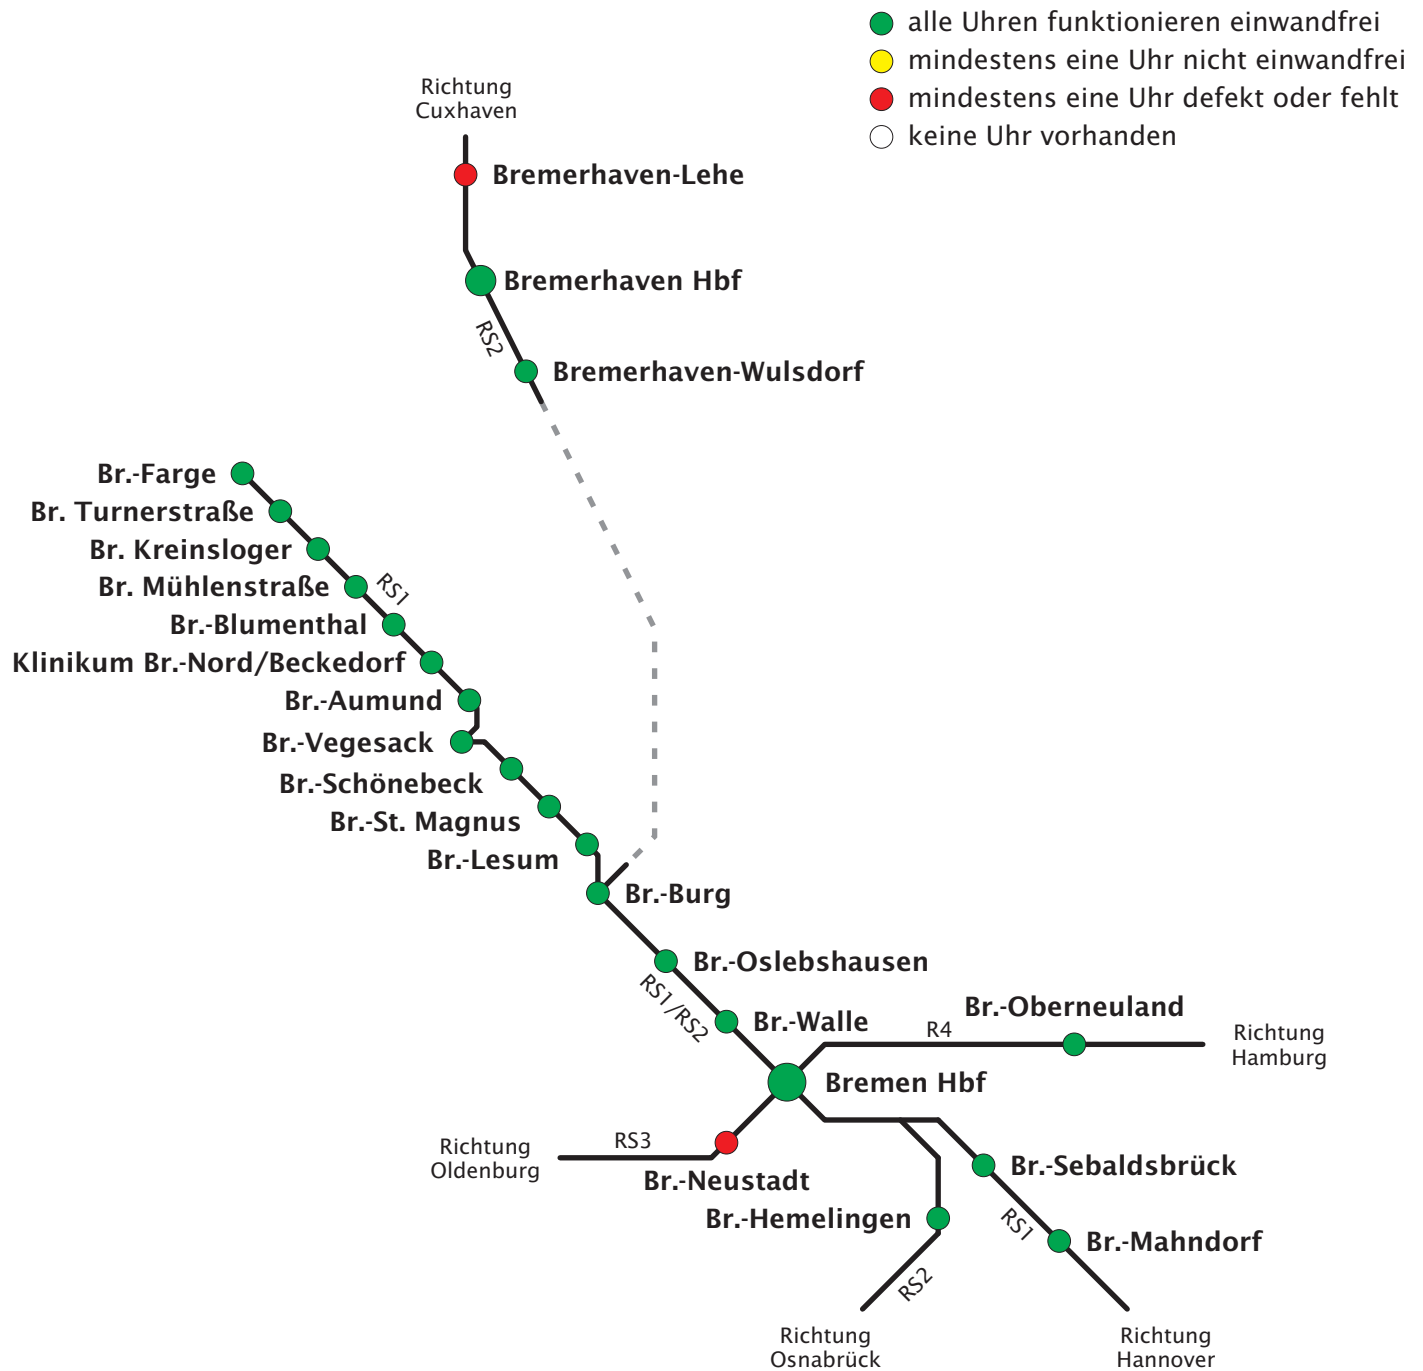 alle Uhren funktionieren einwandfrei
mindestens eine Uhr nicht einwandfrei
mindestens eine Uhr defekt oder fehlt
keine Uhr vorhanden
Richtung
Cuxhaven
Bremerhaven-Lehe
Bremerhaven Hbf
RS2
Bremerhaven-Wulsdorf
Br.-Farge
Br. Turnerstraße
Br. Kreinsloger
Br. Mühlenstraße
RS1
Br.-Blumenthal
Klinikum Br.-Nord/Beckedorf
Br.-Aumund
Br.-Vegesack
Br.-Schönebeck
Br.-St. Magnus
Br.-Lesum
Br.-Burg
Br.-Oslebshausen
RS1/RS2
Br.-Walle
Br.-Oberneuland
R4
Richtung
Hamburg
Bremen Hbf
RS3
Richtung
Oldenburg
Br.-Neustadt
Br.-Sebaldsbrück
Br.-Hemelingen
RS1
Br.-Mahndorf
RS2
Richtung
Osnabrück
Richtung
Hannover